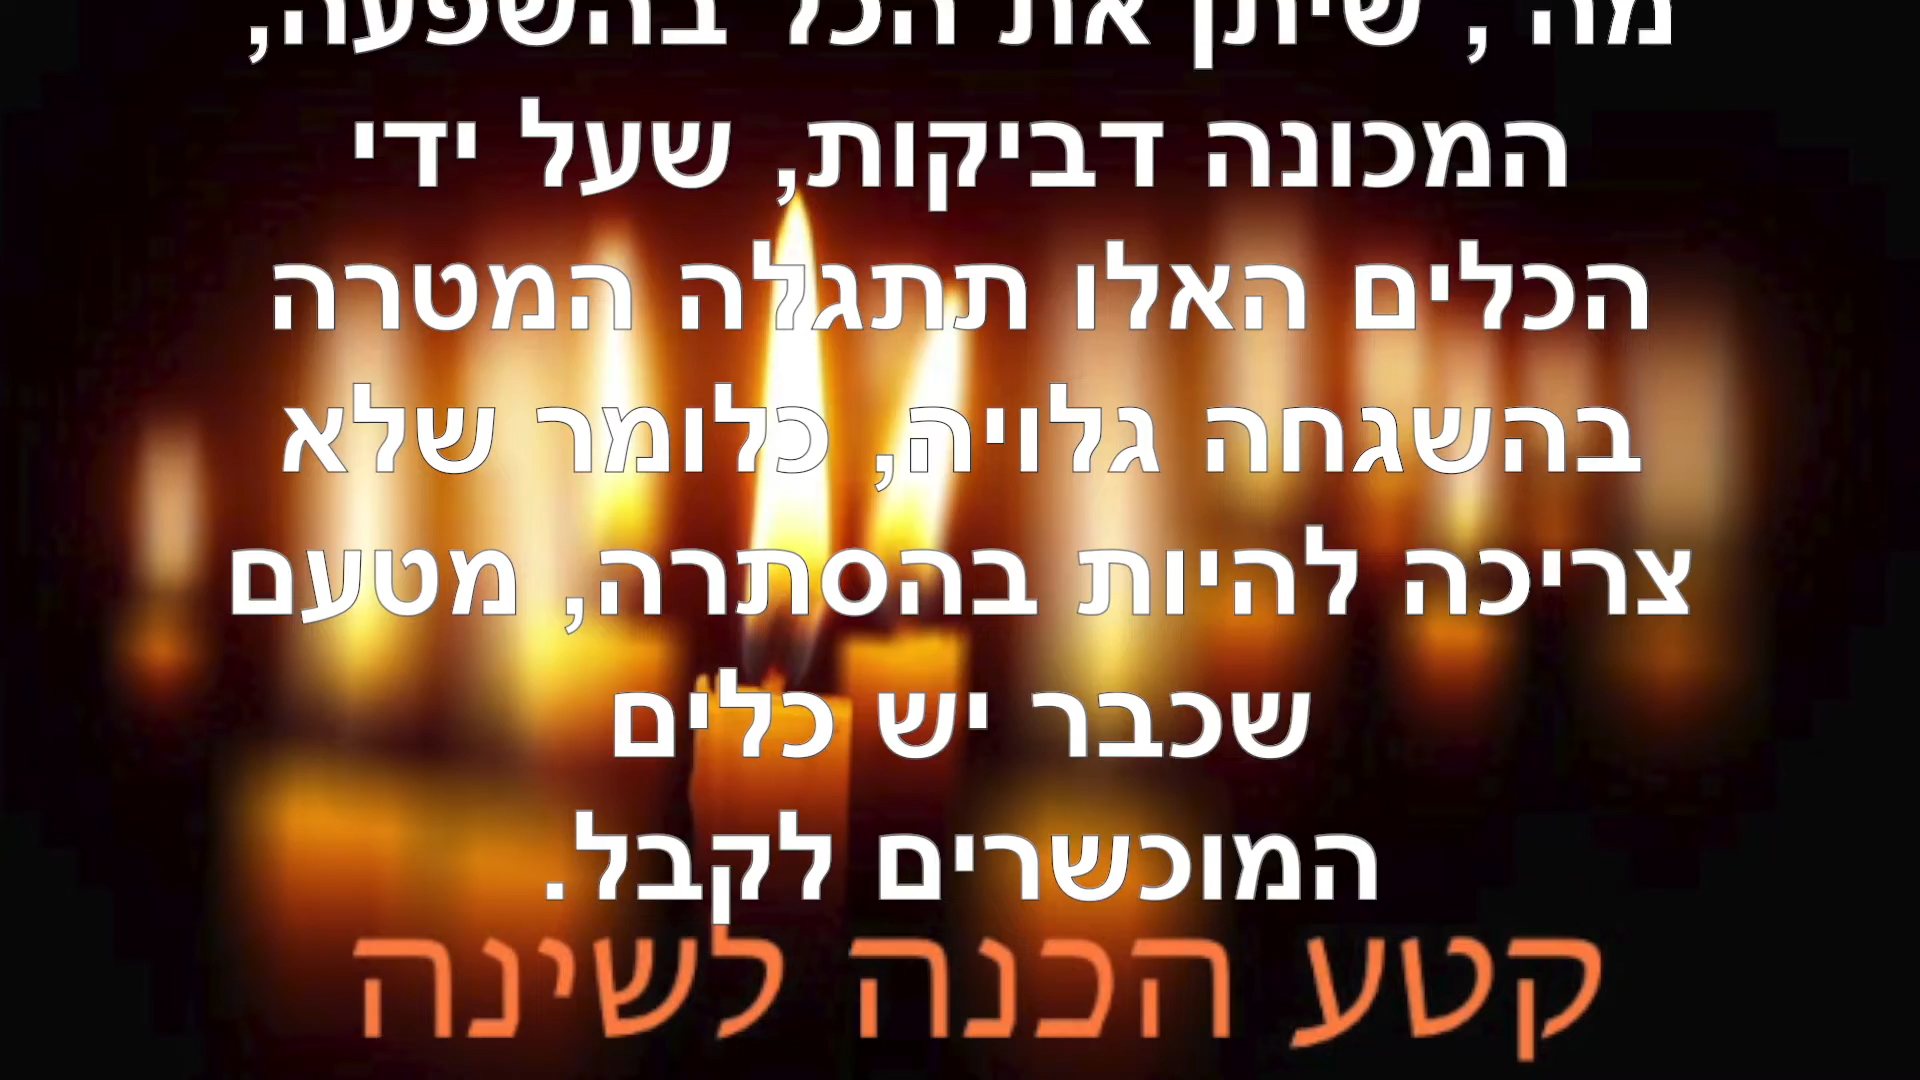 מה', שיתן את הכל בהשפעה,
המכונה דביקות, שעל ידי
הכלים האלו תתגלה המטרה
בהשגחה גלויה, כלומר שלא
צריכה להיות בהסתרה, מטעם
שכבר יש כלים
המוכשרים לקבל.
קטע הכנה לשינה